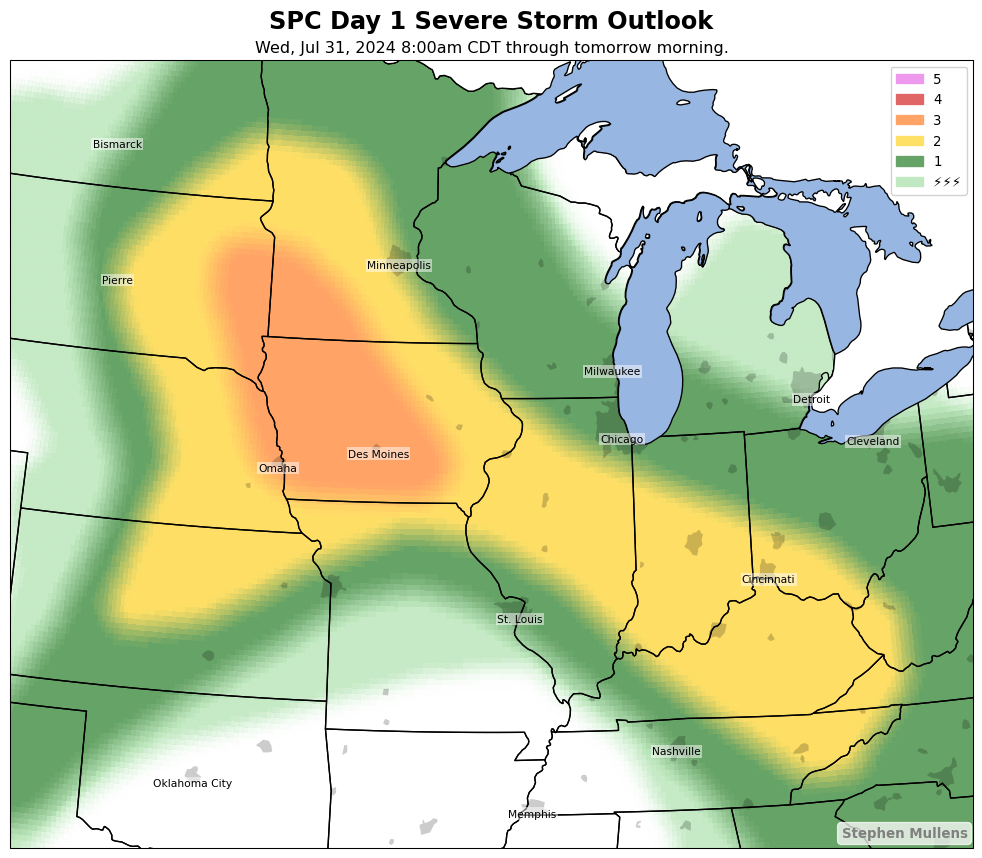 SPC Day 1 Severe Storm Outlook
Wed, Jul 31, 2024 8:00am CDT through tomorrow morning.
5
4
3
2
1
⚡⚡⚡
Bismarck
Minneapolis
Pierre
Milwaukee
Detroit
Chicago
Cleveland
Des Moines
Omaha
Cincinnati
St. Louis
Nashville
Oklahoma City
Memphis
Stephen Mullens